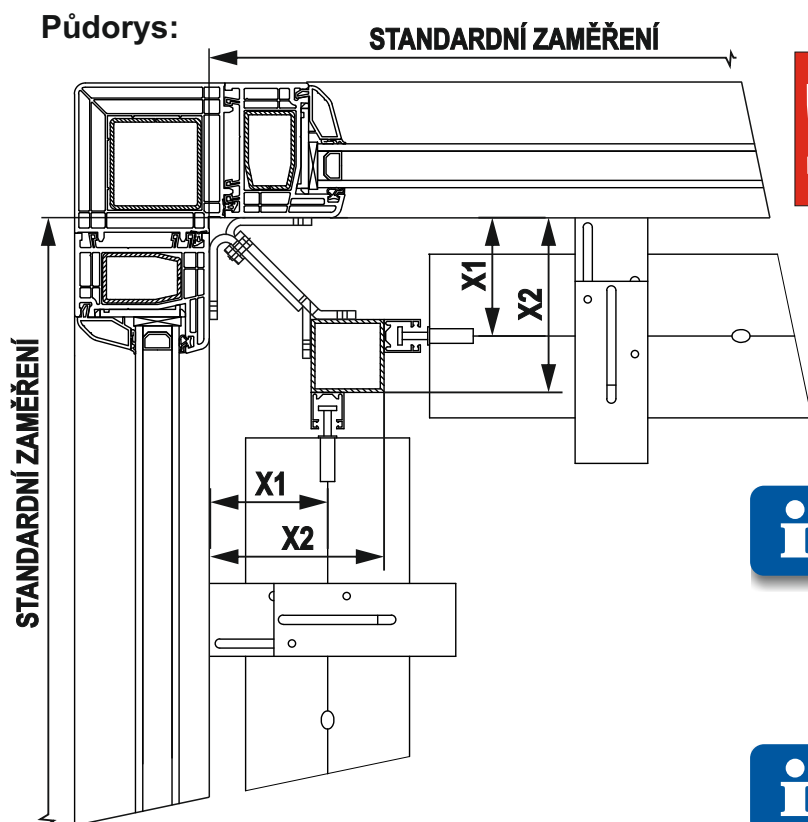 Půdorys:
STANDARDNÍ ZAMĚŘENÍ
X1
X2
STANDARDNÍ ZAMĚŘENÍ
X1
X2
i
i